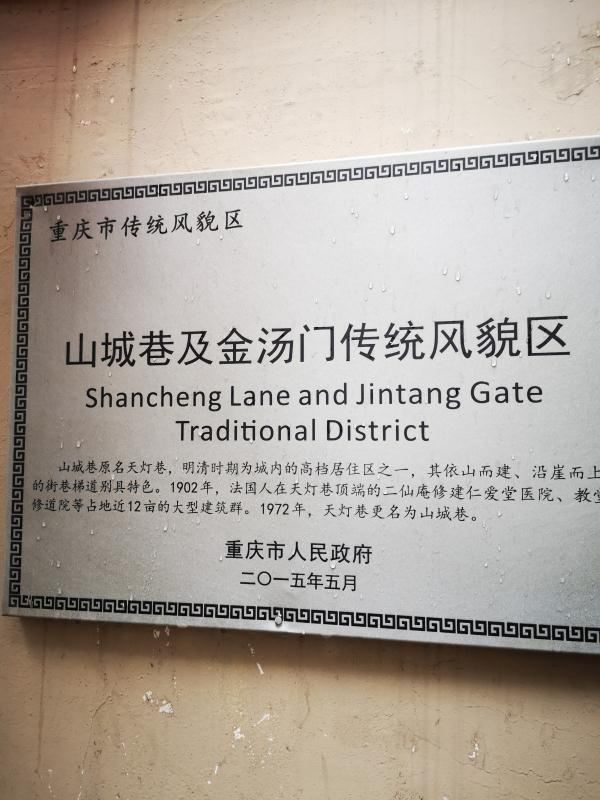 重庆市传统风貌区
山城巷及金汤门传统风貌区
Shancheng Lane and Jintang Gate
Traditional District
山城巷原名天灯巷，明清时期为城内的高档居住区之一，其依山而建、沿崖而上
的街巷梯道别具特色。1902年，法国人在天灯巷顶端的二仙庵修建仁爱堂医院、教堂
修道院等占地近12亩的大型建筑群。1972年，天灯巷更名为山城巷。
重庆市人民政府
二〇一五年五月